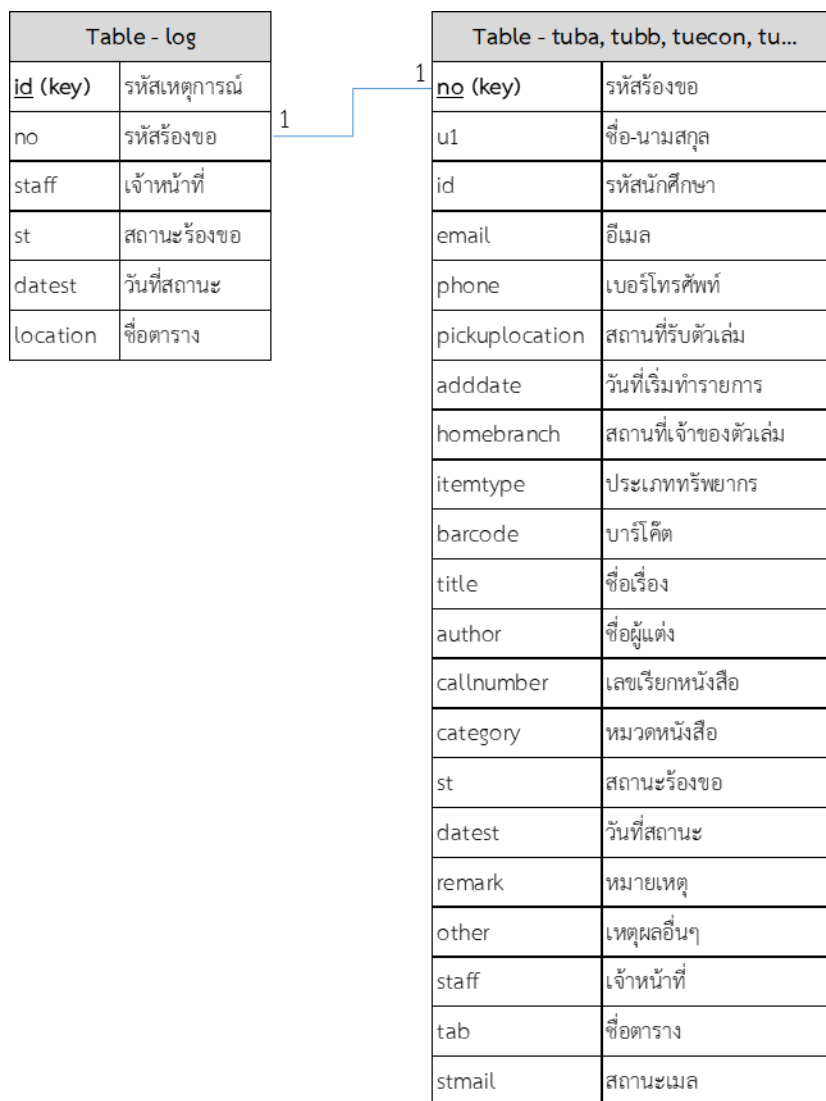 Table - log
id (key) รหัสเหตุการณ์
no รหัสร้องขอ
staff เจ้าหน้าที่
st สถานะร้องขอ
datest วันที่สถานะ
location ชื่อตาราง
1
1
Table - tuba, tubb, tuecon, tu...
no (key) รหัสร้องขอ
u1 ชื่อ-นามสกุล
id รหัสนักศึกษา
email อีเมล
phone เบอร์โทรศัพท์
pickuplocation สถานที่รับตัวเล่ม
adddate วันที่เริ่มทำรายการ
homebranch สถานที่เจ้าของตัวเล่ม
itemtype ประเภททรัพยากร
barcode บาร์โค๊ต
title ชื่อเรื่อง
author ชื่อผู้แต่ง
callnumber เลขเรียกหนังสือ
category หมวดหนังสือ
st สถานะร้องขอ
datest วันที่สถานะ
remark หมายเหตุ
other เหตุผลอื่นๆ
staff เจ้าหน้าที่
tab ชื่อตาราง
stmail สถานะเมล